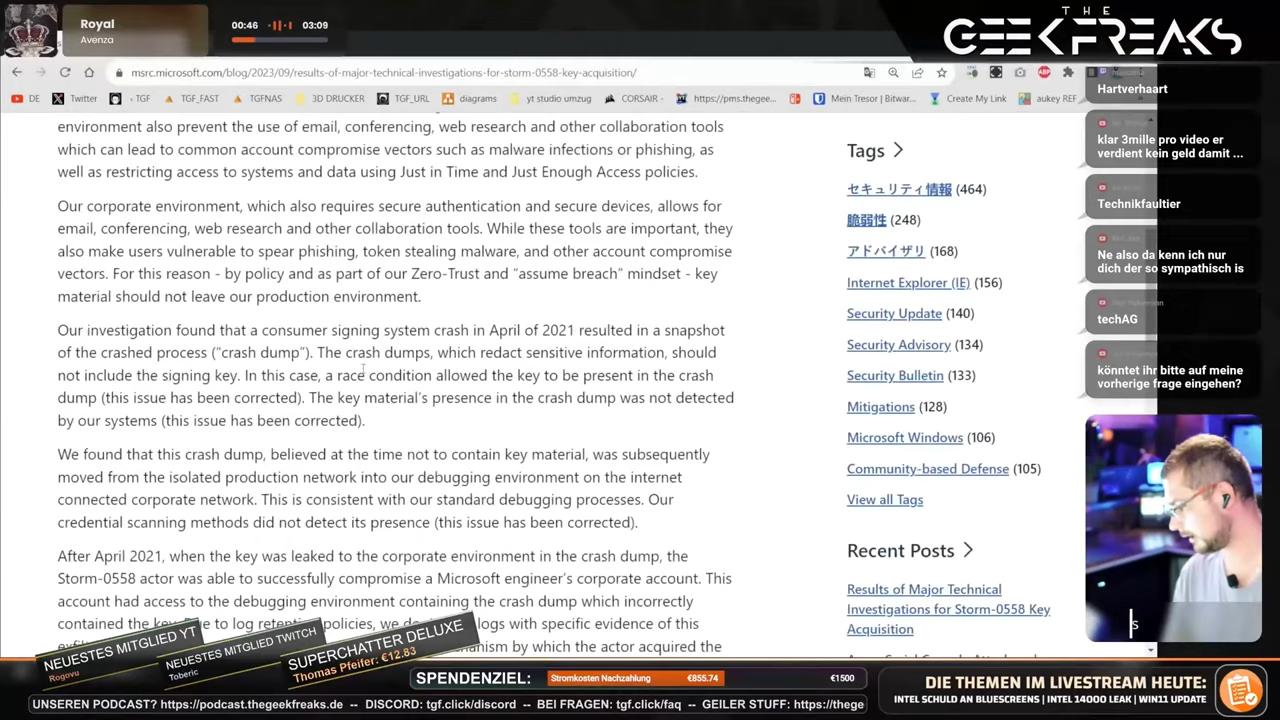 Royal
Avenza
00:46
03:09
THE
GEEKFREAKS
msrc.microsoft.com/blog/2023/09/results-of-major-technical-investigations-for-storm-0558-key-acquisition/
DE
Twitter
TGF
TGF_FAST
TGFNAS
3D DRUCKER
TGF_URL
diagrams
yt studio umzug
CORSAIR -
https://pms.thegee...
Mein Tresor | Bitwar...
Create My Link
aukey REF
environment also prevent the use of email, conferencing, web research and other collaboration tools
which can lead to common account compromise vectors such as malware infections or phishing, as
well as restricting access to systems and data using Just in Time and Just Enough Access policies.
Our corporate environment, which also requires secure authentication and secure devices, allows for
email, conferencing, web research and other collaboration tools. While these tools are important, they
also make users vulnerable to spear phishing, token stealing malware, and other account compromise
vectors. For this reason - by policy and as part of our Zero-Trust and “assume breach” mindset - key
material should not leave our production environment.
Our investigation found that a consumer signing system crash in April of 2021 resulted in a snapshot
of the crashed process (“crash dump”). The crash dumps, which redact sensitive information, should
not include the signing key. In this case, a race condition allowed the key to be present in the crash
dump (this issue has been corrected). The key material’s presence in the crash dump was not detected
by our systems (this issue has been corrected).
We found that this crash dump, believed at the time not to contain key material, was subsequently
moved from the isolated production network into our debugging environment on the internet
connected corporate network. This is consistent with our standard debugging processes. Our
credential scanning methods did not detect its presence (this issue has been corrected).
After April 2021, when the key was leaked to the corporate environment in the crash dump, the
Storm-0558 actor was able to successfully compromise a Microsoft engineer’s corporate account. This
account had access to the debugging environment containing the crash dump which incorrectly
contained the key. to log retention policies, we do logs with specific evidence of this
by which the actor acquired the
Tags
セキュリティ情報 (464)
脆弱性 (248)
アドバイザリ (168)
Internet Explorer (IE) (156)
Security Update (140)
Security Advisory (134)
Security Bulletin (133)
Mitigations (128)
Microsoft Windows (106)
Community-based Defense (105)
View all Tags
Recent Posts
Results of Major Technical
Investigations for Storm-0558 Key
Acquisition
Hartverhaart
klar 3mille pro video er
verdient kein geld damit ...
Technikfaultier
Ne also da kenn ich nur
dich der so sympathisch is
techAG
könntet ihr bitte auf meine
vorherige frage eingehen?
s
NEUESTES MITGLIED YT
Rogovu
NEUESTES MITGLIED TWITCH
Toberic
SUPERCHATTER DELUXE
Thomas Pfeifer: €12.83
SPENDENZIEL:
Stromkosten Nachzahlung
€855.74
€1500
DIE THEMEN IM LIVESTREAM HEUTE:
INTEL SCHULD AN BLUESCREENS | INTEL 14000 LEAK | WIN11 UPDATE
UNSEREN PODCAST? https://podcast.thegeekfreaks.de -- DISCORD: tgf.click/discord -- BEI FRAGEN: tgf.click/faq -- GEILER STUFF: https://thege